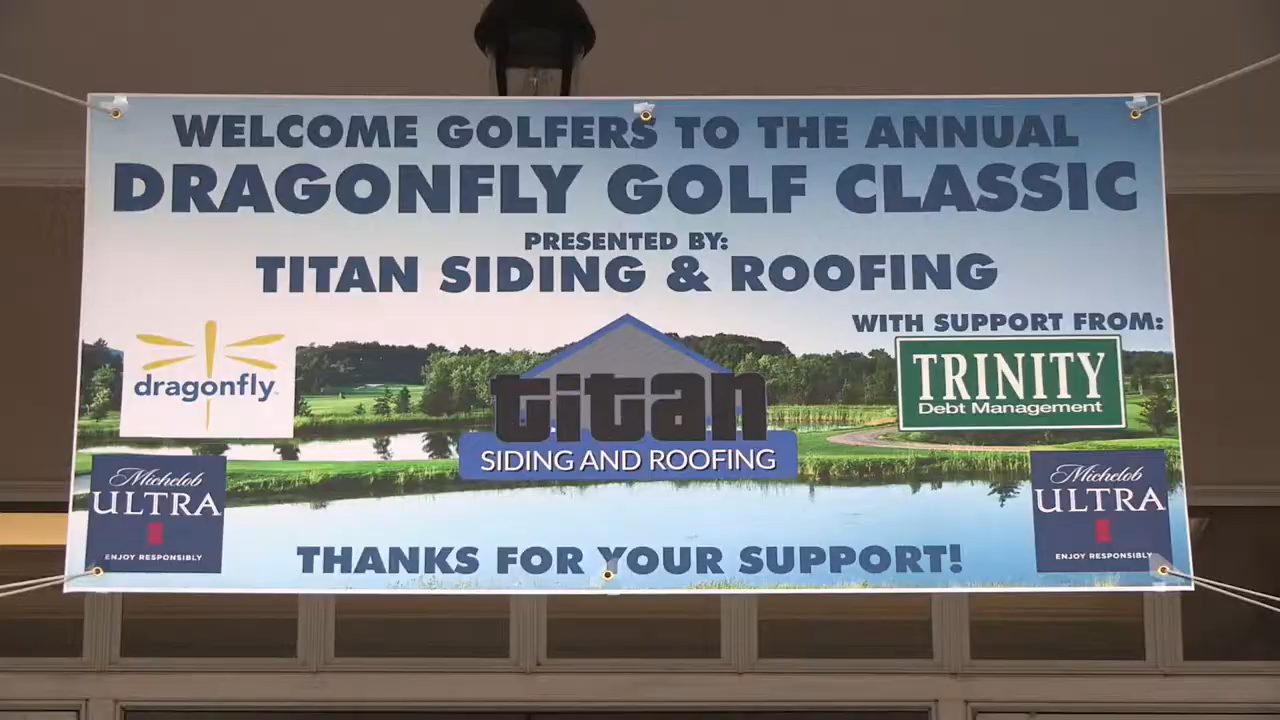 WELCOME GOLFERS TO THE ANNUAL
DRAGONFLY GOLF CLASSIC
PRESENTED BY:
TITAN SIDING & ROOFING
WITH SUPPORT FROM:
dragonfly
titan
SIDING AND ROOFING
TRINITY
Debt Management
Michelob
ULTRA
ENJOY RESPONSIBLY
Michelob
ULTRA
ENJOY RESPONSIBLY
THANKS FOR YOUR SUPPORT!